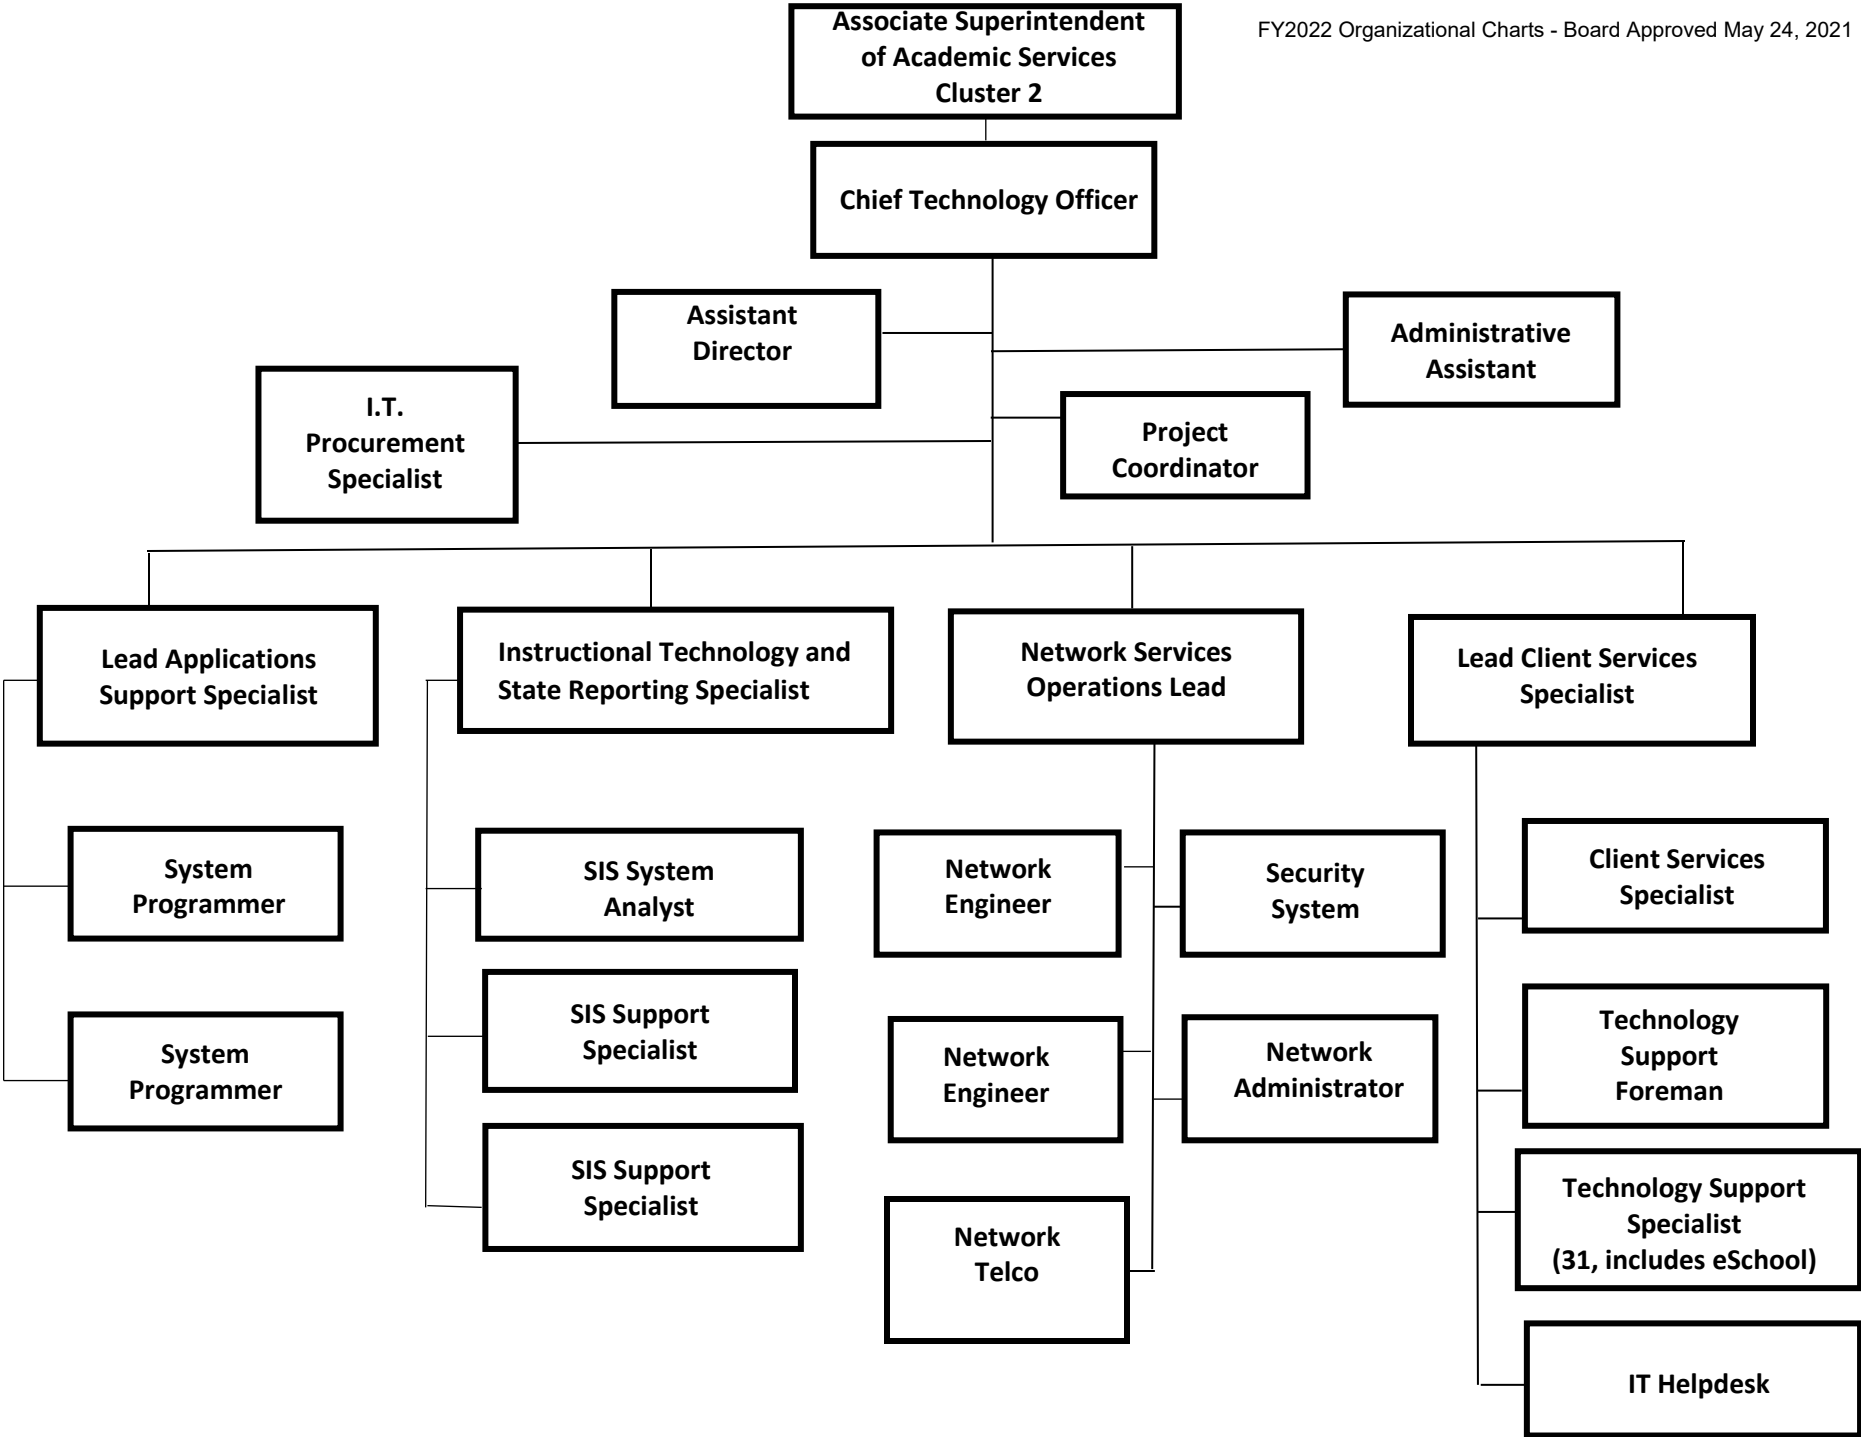 FY2022 Organizational Charts - Board Approved May 24, 2021
Associate Superintendent
of Academic Services
Cluster 2
Chief Technology Officer
Assistant
Director
Administrative
Assistant
I.T.
Procurement
Specialist
Project
Coordinator
Lead Applications
Support Specialist
Instructional Technology and
State Reporting Specialist
Network Services
Operations Lead
Lead Client Services
Specialist
System
Programmer
System
Programmer
SIS System
Analyst
SIS Support
Specialist
SIS Support
Specialist
Network
Engineer
Security
System
Network
Engineer
Network
Administrator
Network
Telco
Client Services
Specialist
Technology
Support
Foreman
Technology Support
Specialist
(31, includes eSchool)
IT Helpdesk